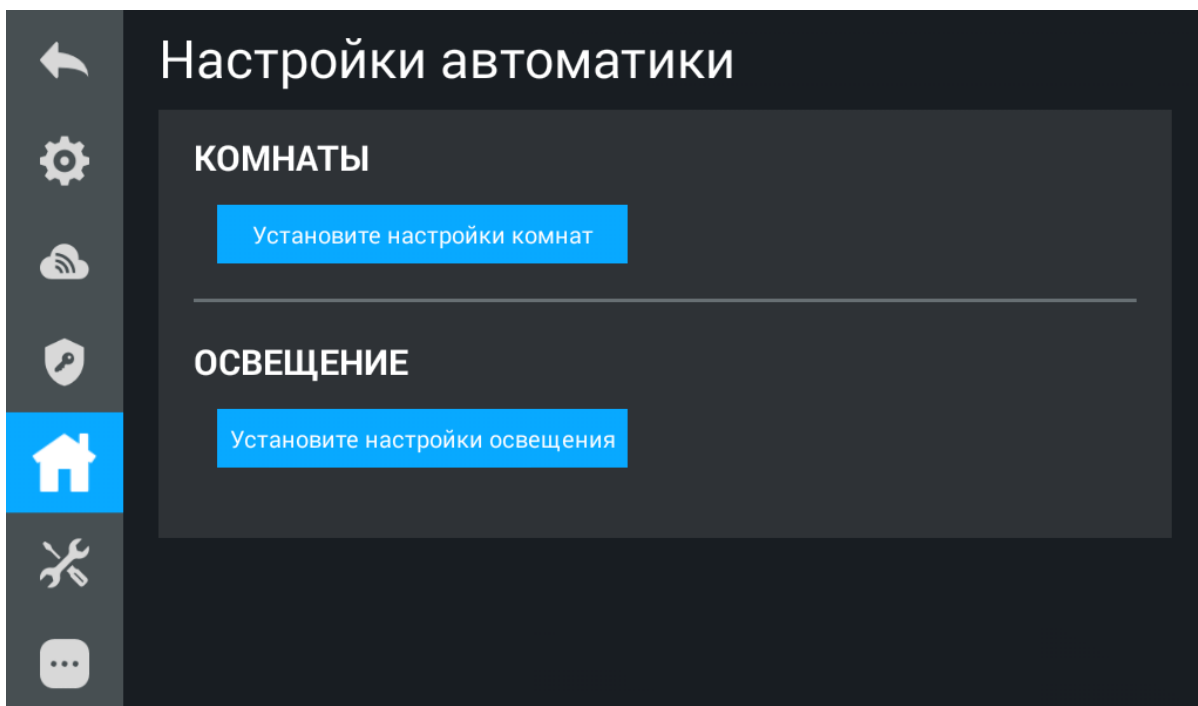 Настройки автоматики
КОМНАТЫ
Установите настройки комнат
ОСВЕЩЕНИЕ
Установите настройки освещения